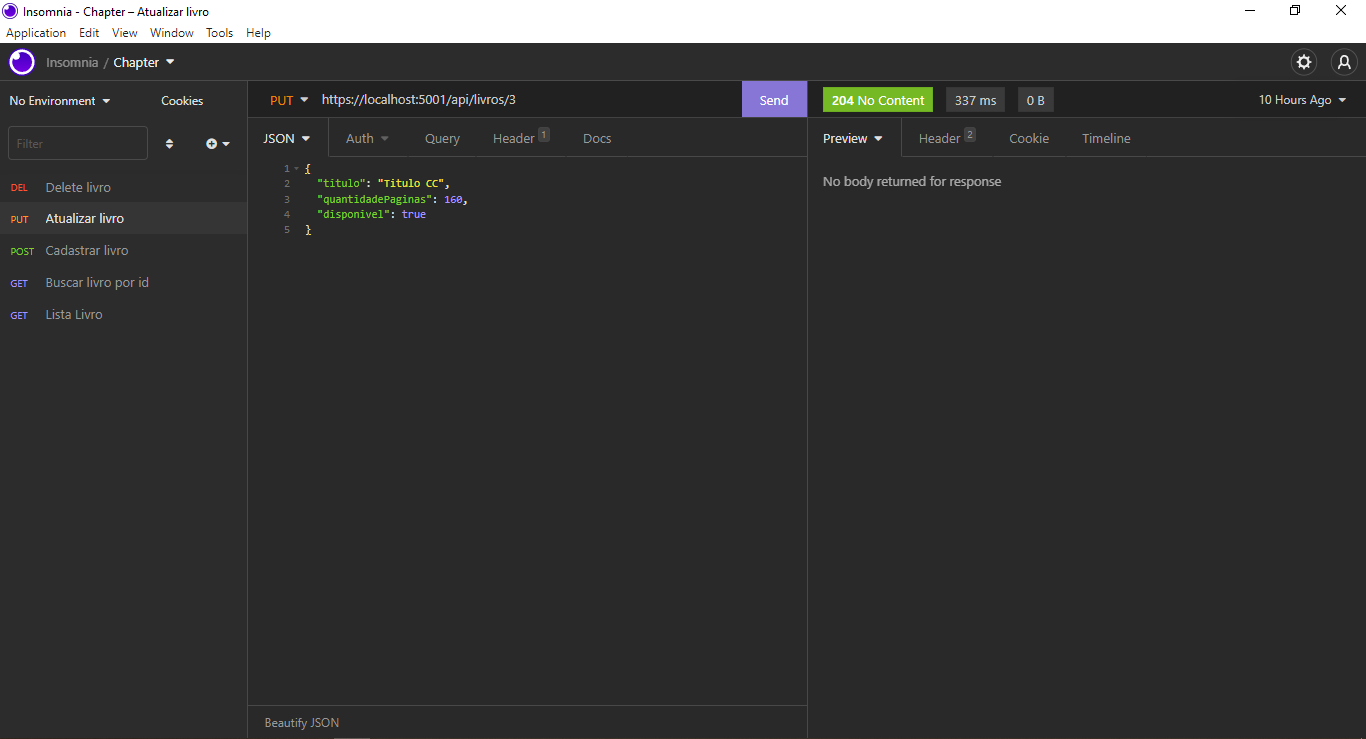 Insomnia - Chapter – Atualizar livro
Application Edit View Window Tools Help
Insomnia / Chapter
No Environment Cookies
Filter
DEL Delete livro
PUT Atualizar livro
POST Cadastrar livro
GET Buscar livro por id
GET Lista Livro
PUT https://localhost:5001/api/livros/3 Send
JSON Auth Query Header 1 Docs
1 {
2 "titulo": "Titulo CC",
3 "quantidadePaginas": 160,
4 "disponivel": true
5 }
Beautify JSON
204 No Content 337 ms 0 B 10 Hours Ago
Preview Header 2 Cookie Timeline
No body returned for response